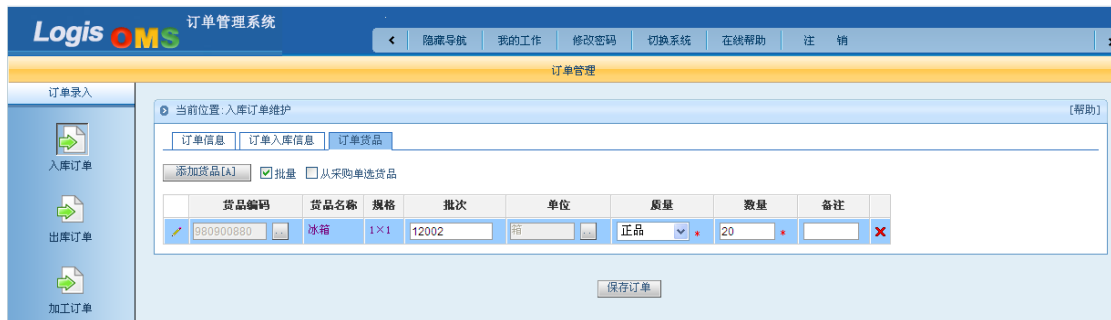 Logis OMS 订单管理系统
隐藏导航 我的工作 修改密码 切换系统 在线帮助 注 销
订单管理
订单录入
当前位置:入库订单维护 [帮助]
订单信息 订单入库信息 订单货品
入库订单
添加货品[A] 批量 从采购单选货品
货品编码 货品名称 规格 批次 单位 质量 数量 备注
980900880 .. 冰箱 1×1 12002 箱 .. 正品 * 20 *
出库订单
保存订单
加工订单